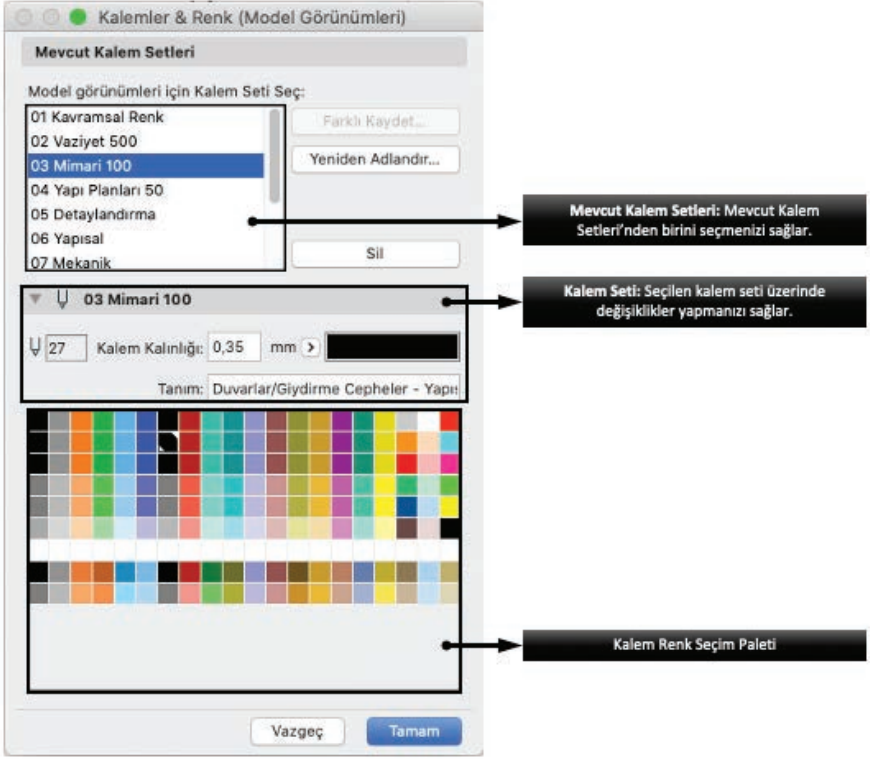 Kalemler & Renk (Model Görünümleri)
Mevcut Kalem Setleri
Model görünümleri için Kalem Seti Seç:
01 Kavramsal Renk
02 Vaziyet 500
03 Mimari 100
04 Yapı Planları 50
05 Detaylandırma
06 Yapısal
07 Mekanik
Farklı Kaydet...
Yeniden Adlandır...
Sil
Mevcut Kalem Setleri: Mevcut Kalem
Setleri'nden birini seçmenizi sağlar.
03 Mimari 100
Kalem Seti: Seçilen kalem seti üzerinde
değişiklikler yapmanızı sağlar.
27 Kalem Kalınlığı: 0,35 mm
Tanım: Duvarlar/Giydirme Cepheler - Yapıs
Kalem Renk Seçim Paleti
Vazgeç
Tamam